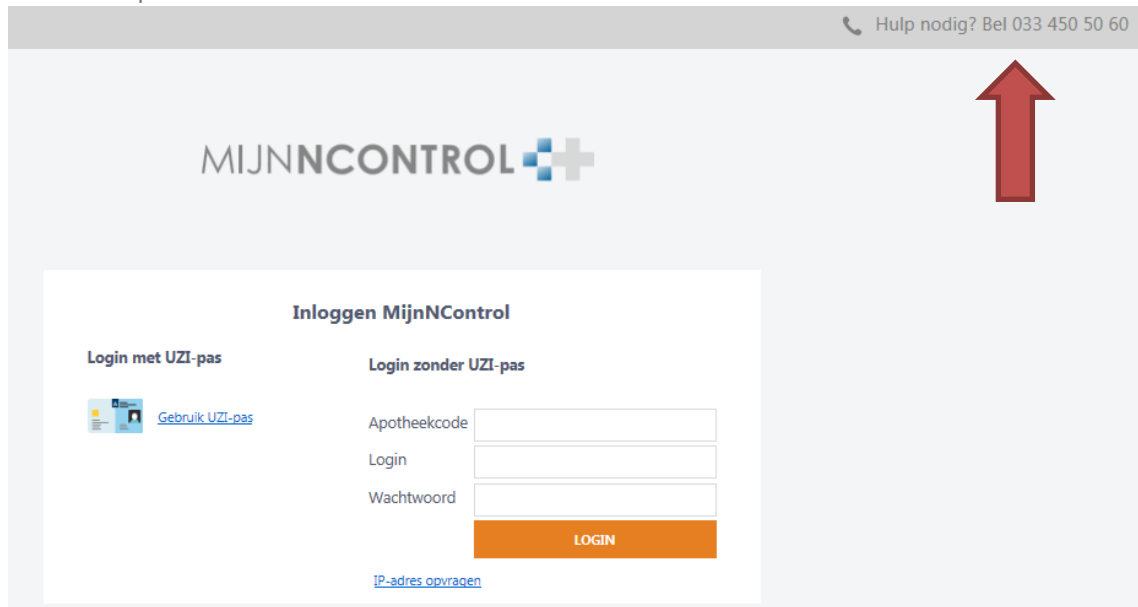 Hulp nodig? Bel 033 450 50 60
MIJNNCONTROL
Inloggen MijnNControl
Login met UZI-pas
Login zonder UZI-pas
Gebruik UZI-pas
Apotheekcode
Login
Wachtwoord
LOGIN
IP-adres opvragen